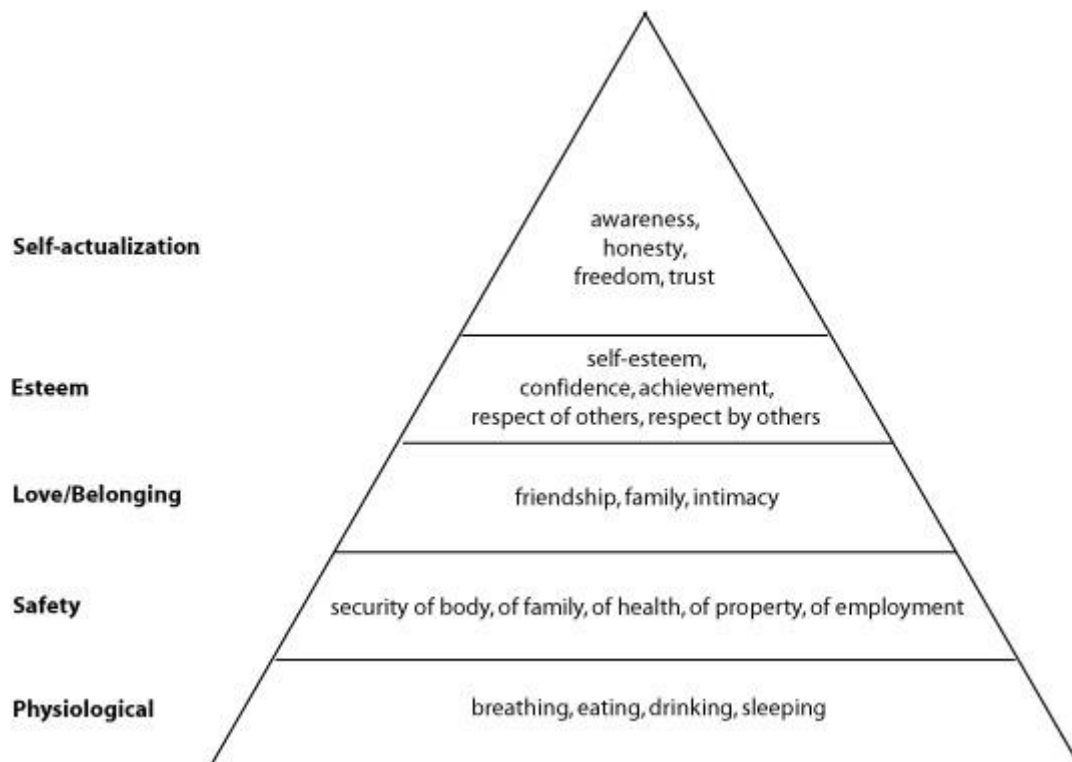 Self-actualization
awareness,
honesty,
freedom, trust
Esteem
self-esteem,
confidence, achievement,
respect of others, respect by others
Love/Belonging
friendship, family, intimacy
Safety
security of body, of family, of health, of property, of employment
Physiological
breathing, eating, drinking, sleeping